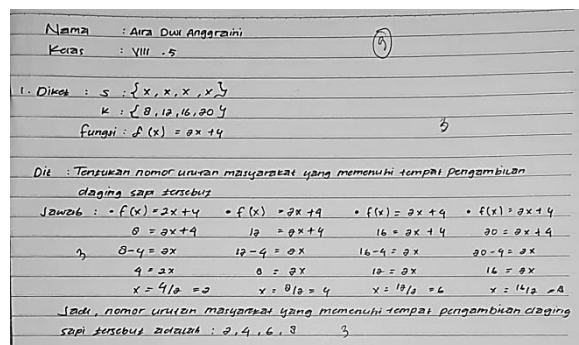 Nama : Aira Dwi Anggraini
Kelas : VIII .5
9
1. Diket : S : {x, x, x, x}
K : {8, 12, 16, 20}
fungsi : f(x) = 2x + 4
3
Dit : Tentukan nomor urutan masyarakat yang memenuhi tempat pengambilan
daging sapi tersebut
Jawab : • f(x) = 2x + 4 • f(x) = 2x + 4 • f(x) = 2x + 4 • f(x) = 2x + 4
8 = 2x + 4 12 = 2x + 4 16 = 2x + 4 20 = 2x + 4
3 8-4 = 2x 12-4 = 2x 16-4 = 2x 20-4 = 2x
4 = 2x 8 = 2x 12 = 2x 16 = 2x
x = 4/2 = 2 x = 8/2 = 4 x = 12/2 = 6 x = 16/2 = 8
Jadi, nomor urutan masyarakat yang memenuhi tempat pengambilan daging
sapi tersebut adalah : 2, 4, 6, 8 3